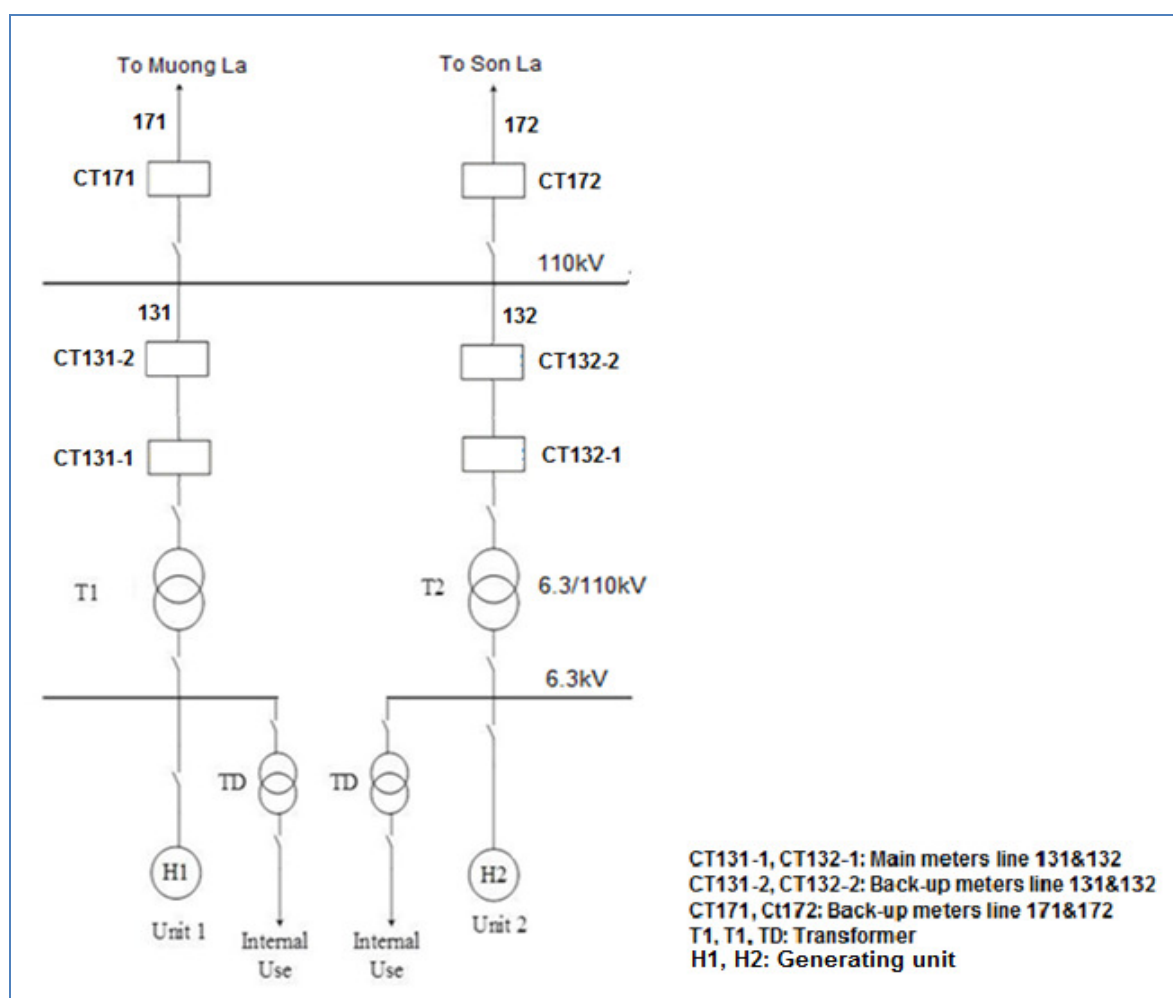 To Muong La
To Son La
171
172
CT171
CT172
110kV
131
132
CT131-2
CT132-2
CT131-1
CT132-1
T1
T2
6.3/110kV
6.3kV
TD
TD
H1
H2
Unit 1
Internal
Use
Internal
Use
Unit 2
CT131-1, CT132-1: Main meters line 131&132
CT131-2, CT132-2: Back-up meters line 131&132
CT171, Ct172: Back-up meters line 171&172
T1, T1, TD: Transformer
H1, H2: Generating unit